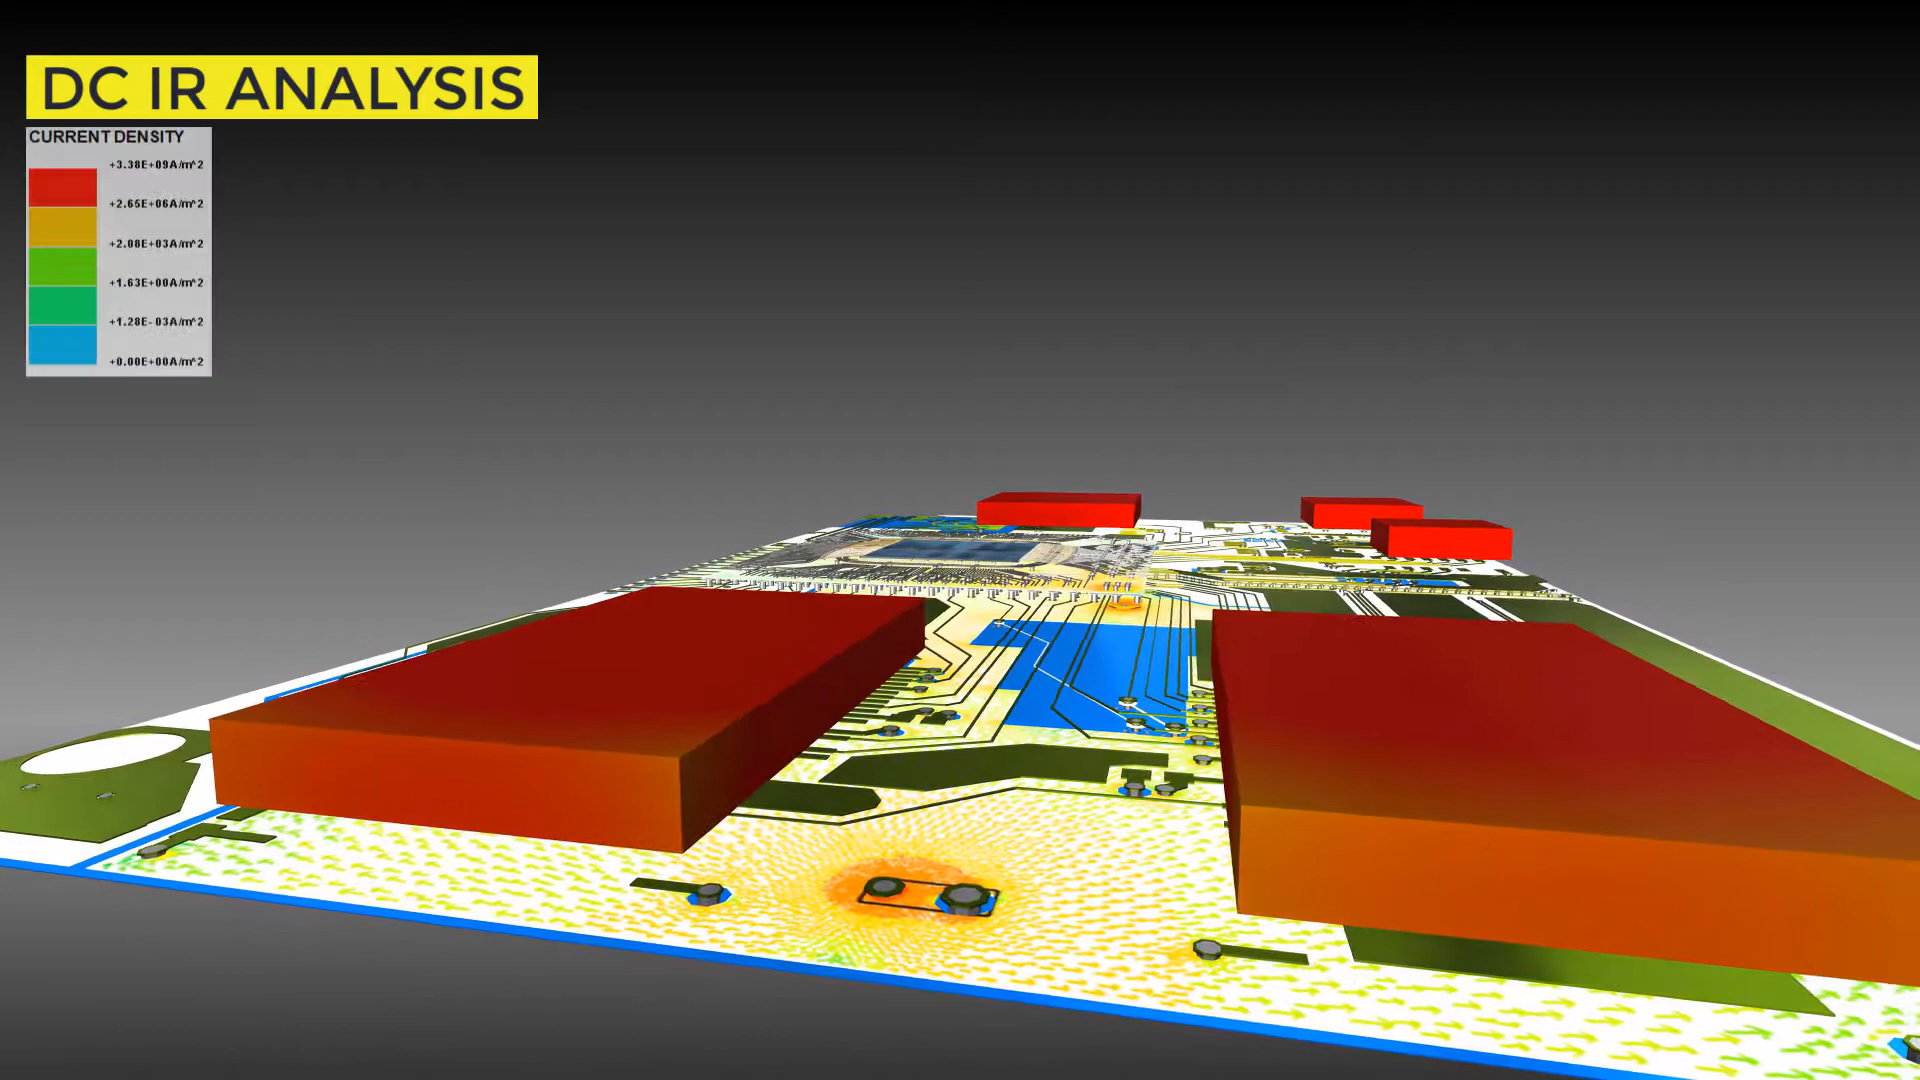 DC IR ANALYSIS
CURRENT DENSITY
+3.38E+09A/m^2
+2.65E+06A/m^2
+2.08E+03A/m^2
+1.63E+00A/m^2
+1.28E-03A/m^2
+0.00E+00A/m^2